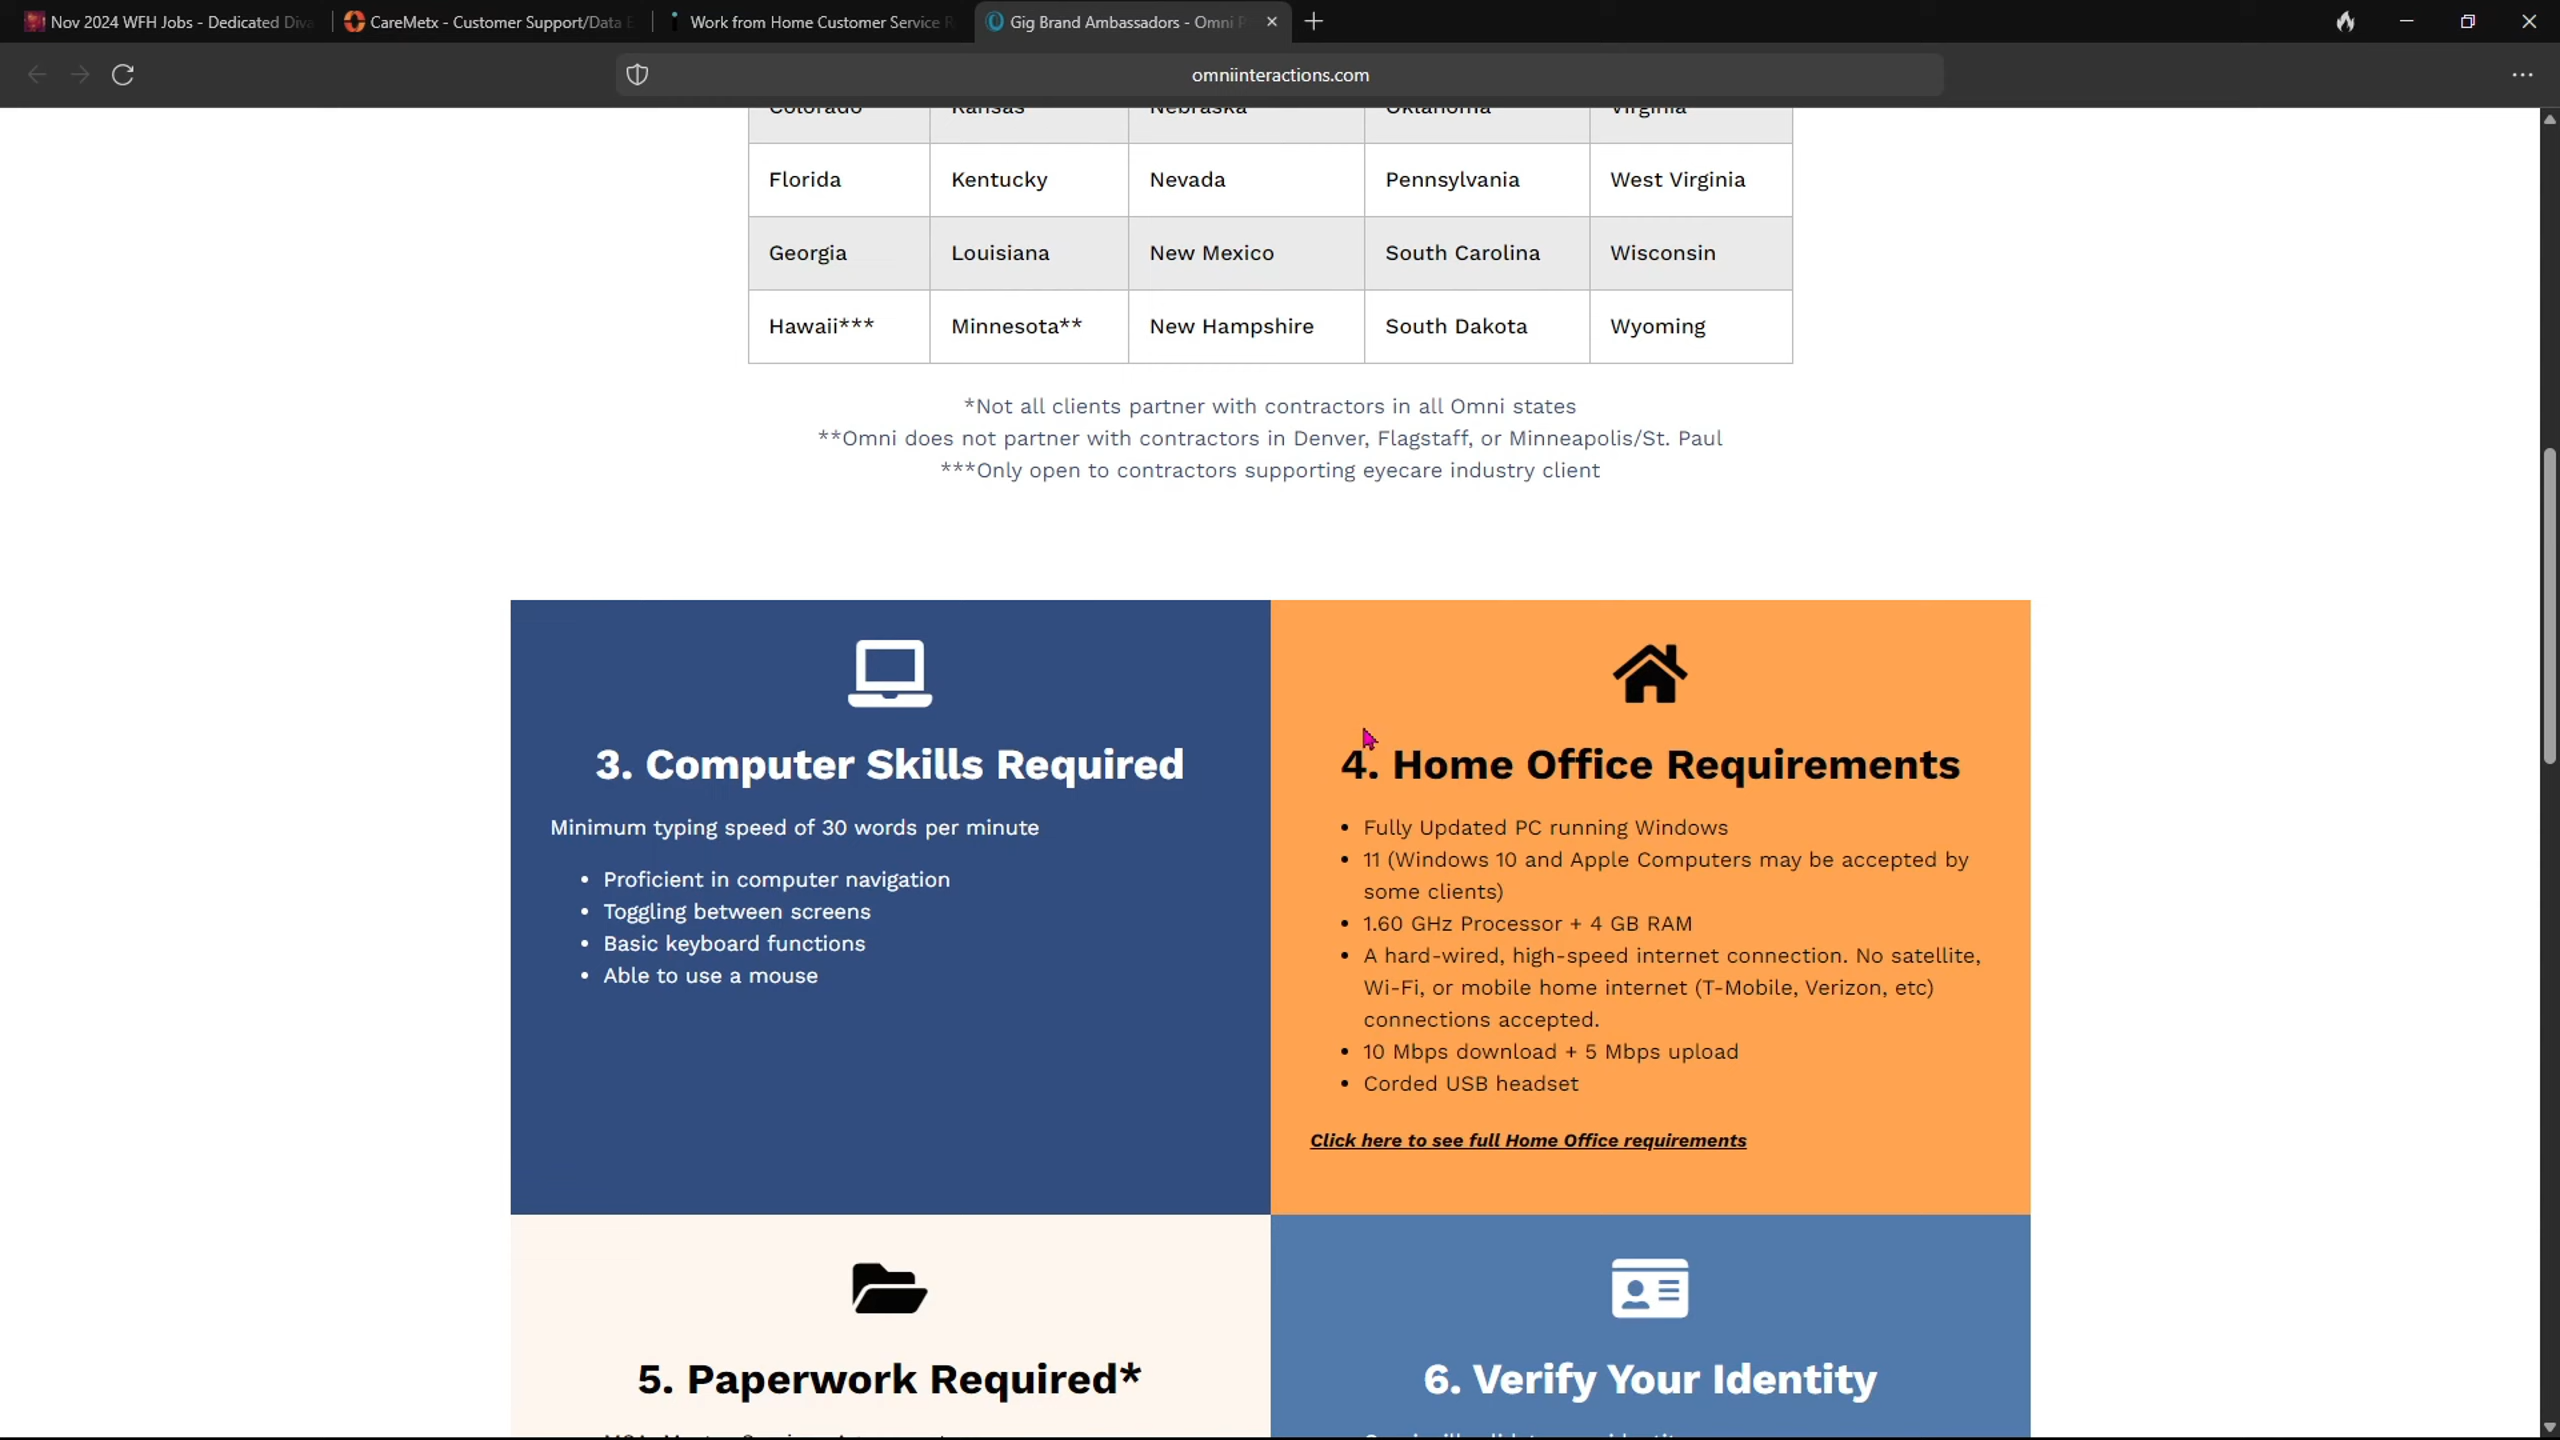 Nov 2024 WFH Jobs - Dedicated Diva
CareMetx - Customer Support/Data E
Work from Home Customer Service R
Gig Brand Ambassadors - Omni
omniinteractions.com
Colorado Kansas Nebraska Oklahoma Virginia
Florida Kentucky Nevada Pennsylvania West Virginia
Georgia Louisiana New Mexico South Carolina Wisconsin
Hawaii*** Minnesota** New Hampshire South Dakota Wyoming
*Not all clients partner with contractors in all Omni states
**Omni does not partner with contractors in Denver, Flagstaff, or Minneapolis/St. Paul
***Only open to contractors supporting eyecare industry client
3. Computer Skills Required
Minimum typing speed of 30 words per minute
• Proficient in computer navigation
• Toggling between screens
• Basic keyboard functions
• Able to use a mouse
4. Home Office Requirements
• Fully Updated PC running Windows
• 11 (Windows 10 and Apple Computers may be accepted by
some clients)
• 1.60 GHz Processor + 4 GB RAM
• A hard-wired, high-speed internet connection. No satellite,
Wi-Fi, or mobile home internet (T-Mobile, Verizon, etc)
connections accepted.
• 10 Mbps download + 5 Mbps upload
• Corded USB headset
Click here to see full Home Office requirements
5. Paperwork Required*
6. Verify Your Identity